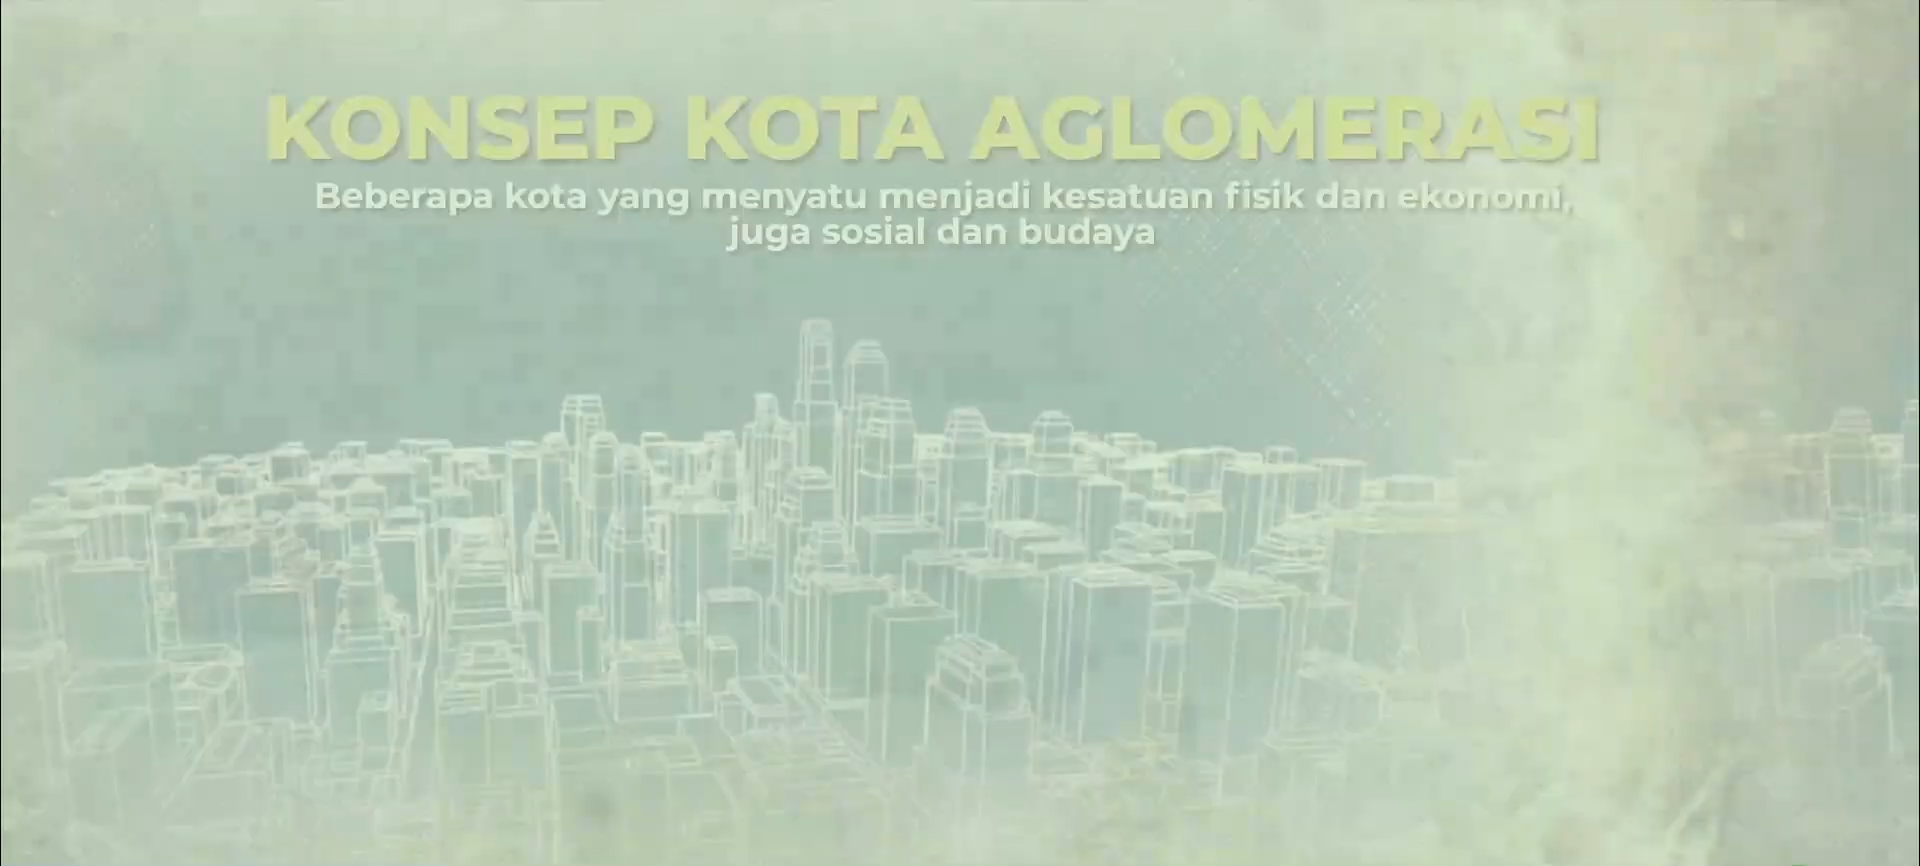 KONSEP KOTA AGLOMERASI
Beberapa kota yang menyatu menjadi kesatuan fisik dan ekonomi,
juga sosial dan budaya